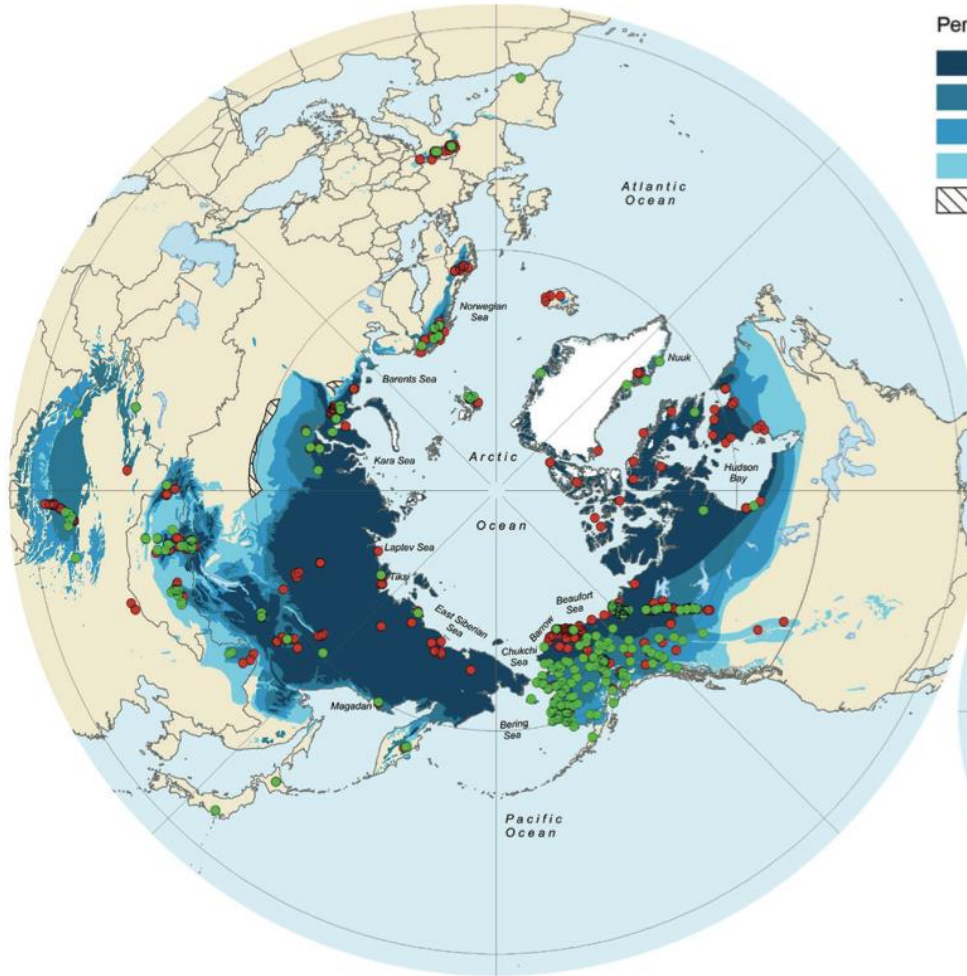 Per
Atlantic
Ocean
Norwegian
Sea
Nuuk
Barents Sea
Kara Sea
Arctic
Hudson
Bay
Ocean
Laptev Sea
Tiksi
East Siberian
Sea
Beaufort
Sea
Barrow
Chukchi
Sea
Magadan
Bering
Sea
Pacific
Ocean